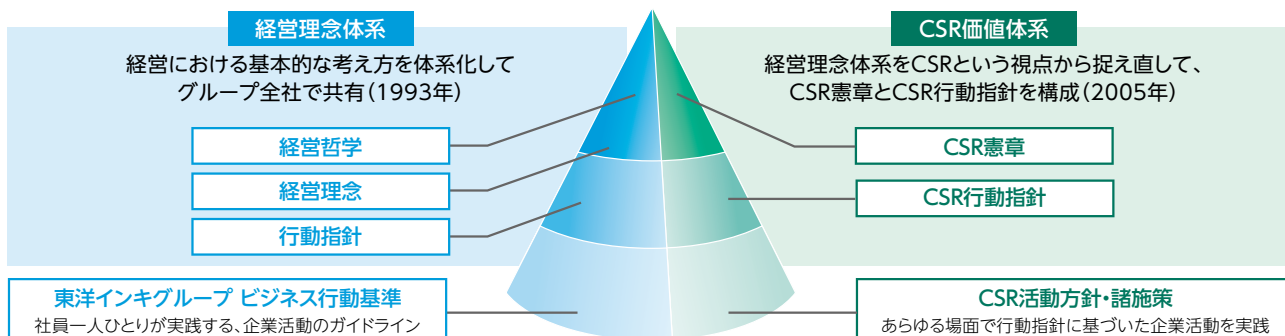 経営理念体系
経営における基本的な考え方を体系化して
グループ全社で共有（1993年）
経営哲学
経営理念
行動指針
東洋インキグループ ビジネス行動基準
社員一人ひとりが実践する、企業活動のガイドライン
CSR価値体系
経営理念体系をCSRという視点から捉え直して、
CSR憲章とCSR行動指針を構成（2005年）
CSR憲章
CSR行動指針
CSR活動方針・諸施策
あらゆる場面で行動指針に基づいた企業活動を実践